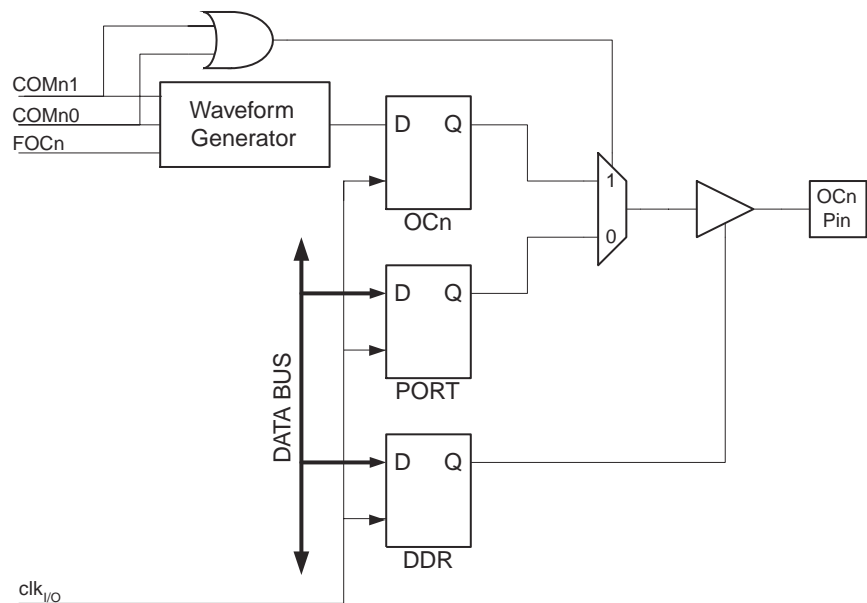 COMn1
COMn0
FOCn
Waveform
Generator
D Q
OCn
1
0
OCn
Pin
D Q
PORT
DATA BUS
D Q
DDR
clkI/O